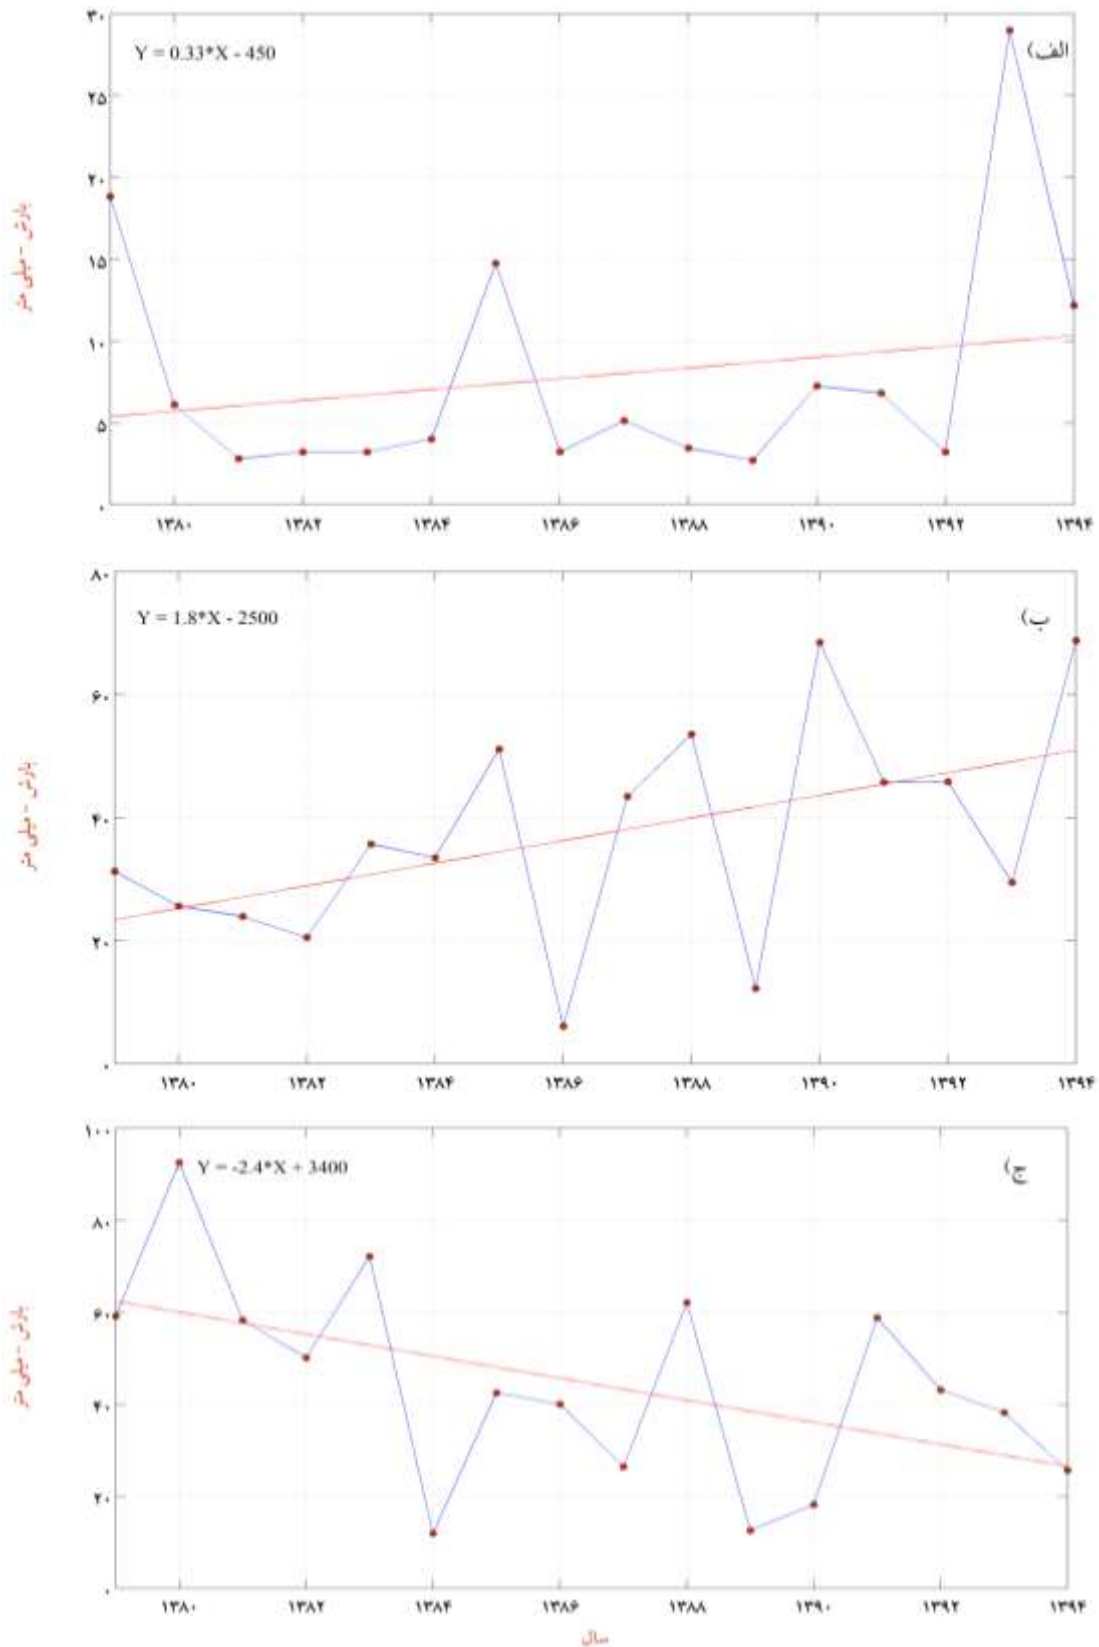 ۳۰
Y = 0.33*X - 450
الف)
۲۵
۲۰
۱۵
۱۰
۵
۰
بارش - میلی متر
۱۳۸۰ ۱۳۸۲ ۱۳۸۴ ۱۳۸۶ ۱۳۸۸ ۱۳۹۰ ۱۳۹۲ ۱۳۹۴
۸۰
Y = 1.8*X - 2500
ب)
۶۰
۴۰
۲۰
۰
بارش - میلی متر
۱۳۸۰ ۱۳۸۲ ۱۳۸۴ ۱۳۸۶ ۱۳۸۸ ۱۳۹۰ ۱۳۹۲ ۱۳۹۴
۱۰۰
Y = -2.4*X + 3400
ج)
۸۰
۶۰
۴۰
۲۰
۰
بارش - میلی متر
۱۳۸۰ ۱۳۸۲ ۱۳۸۴ ۱۳۸۶ ۱۳۸۸ ۱۳۹۰ ۱۳۹۲ ۱۳۹۴
سال